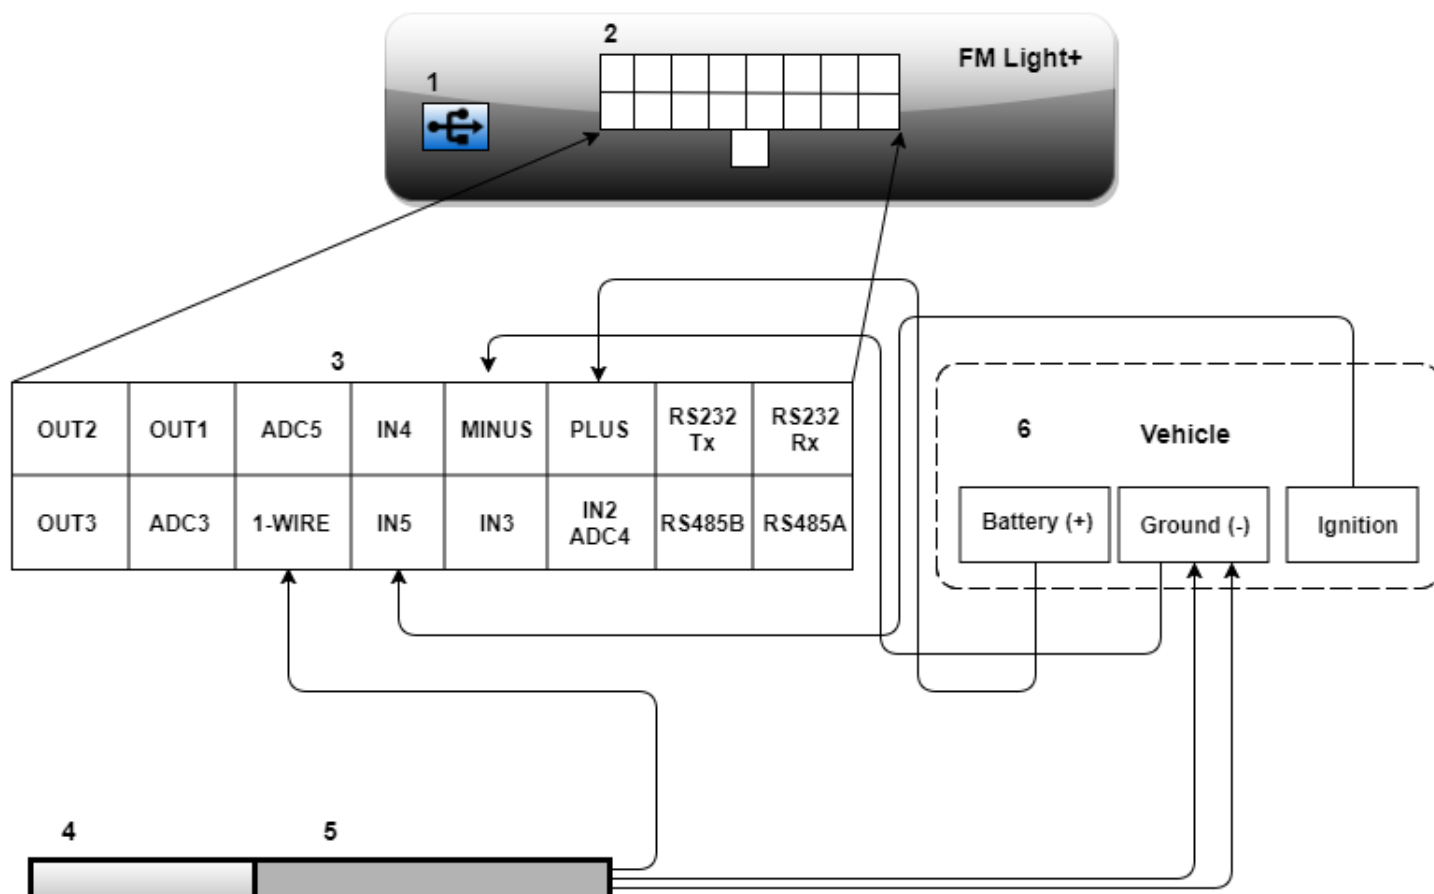 2
FM Light+
1
3
OUT2 OUT1 ADC5 IN4 MINUS PLUS RS232 Tx RS232 Rx
OUT3 ADC3 1-WIRE IN5 IN3 IN2 ADC4 RS485B RS485A
6 Vehicle
Battery (+) Ground (-) Ignition
4 5